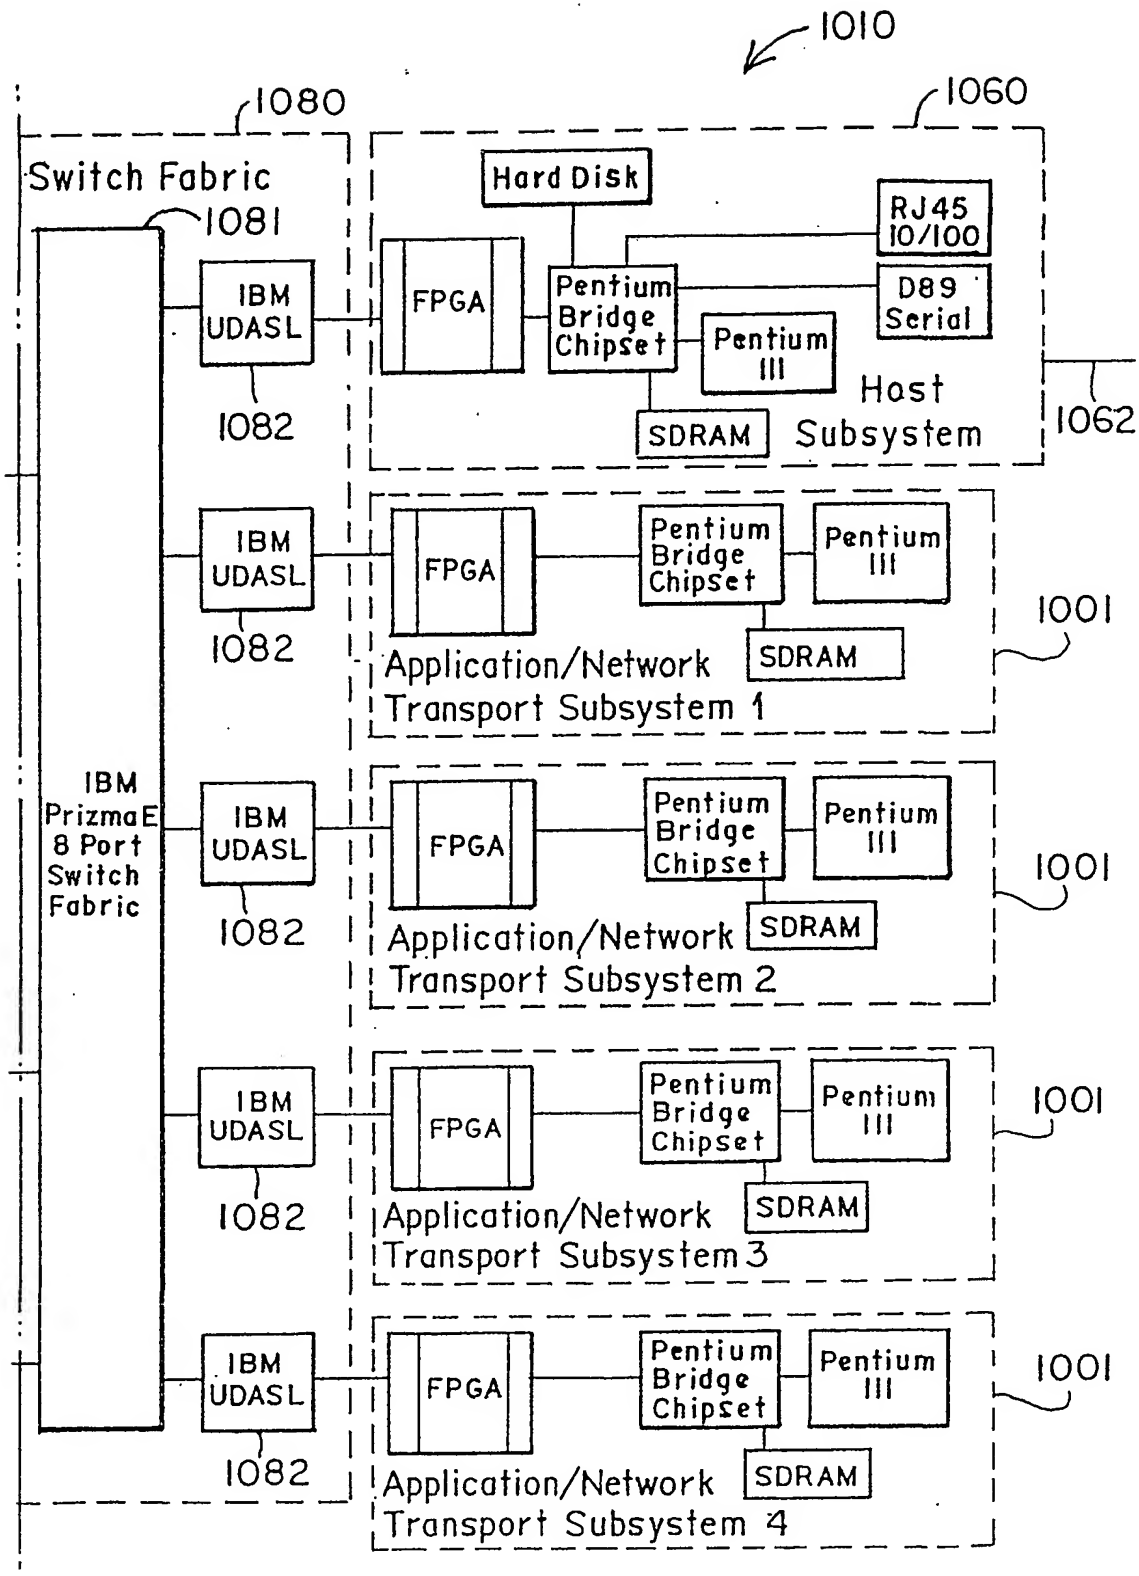 1010
1080
1060
Switch Fabric
1081
Hard Disk
RJ45
10/100
IBM
UDASL
FPGA
Pentium
Bridge
Chipset
D89
Serial
Pentium
III
Host
Subsystem
SDRAM
1082
1062
IBM
UDASL
FPGA
Pentium
Bridge
Chipset
Pentium
III
1082
SDRAM
1001
Application/Network
Transport Subsystem 1
IBM
PrizmaE
8 Port
Switch
Fabric
IBM
UDASL
FPGA
Pentium
Bridge
Chipset
Pentium
III
1001
1082
SDRAM
Application/Network
Transport Subsystem 2
IBM
UDASL
FPGA
Pentium
Bridge
Chipset
Pentium
III
1001
1082
SDRAM
Application/Network
Transport Subsystem 3
IBM
UDASL
FPGA
Pentium
Bridge
Chipset
Pentium
III
1001
1082
SDRAM
Application/Network
Transport Subsystem 4